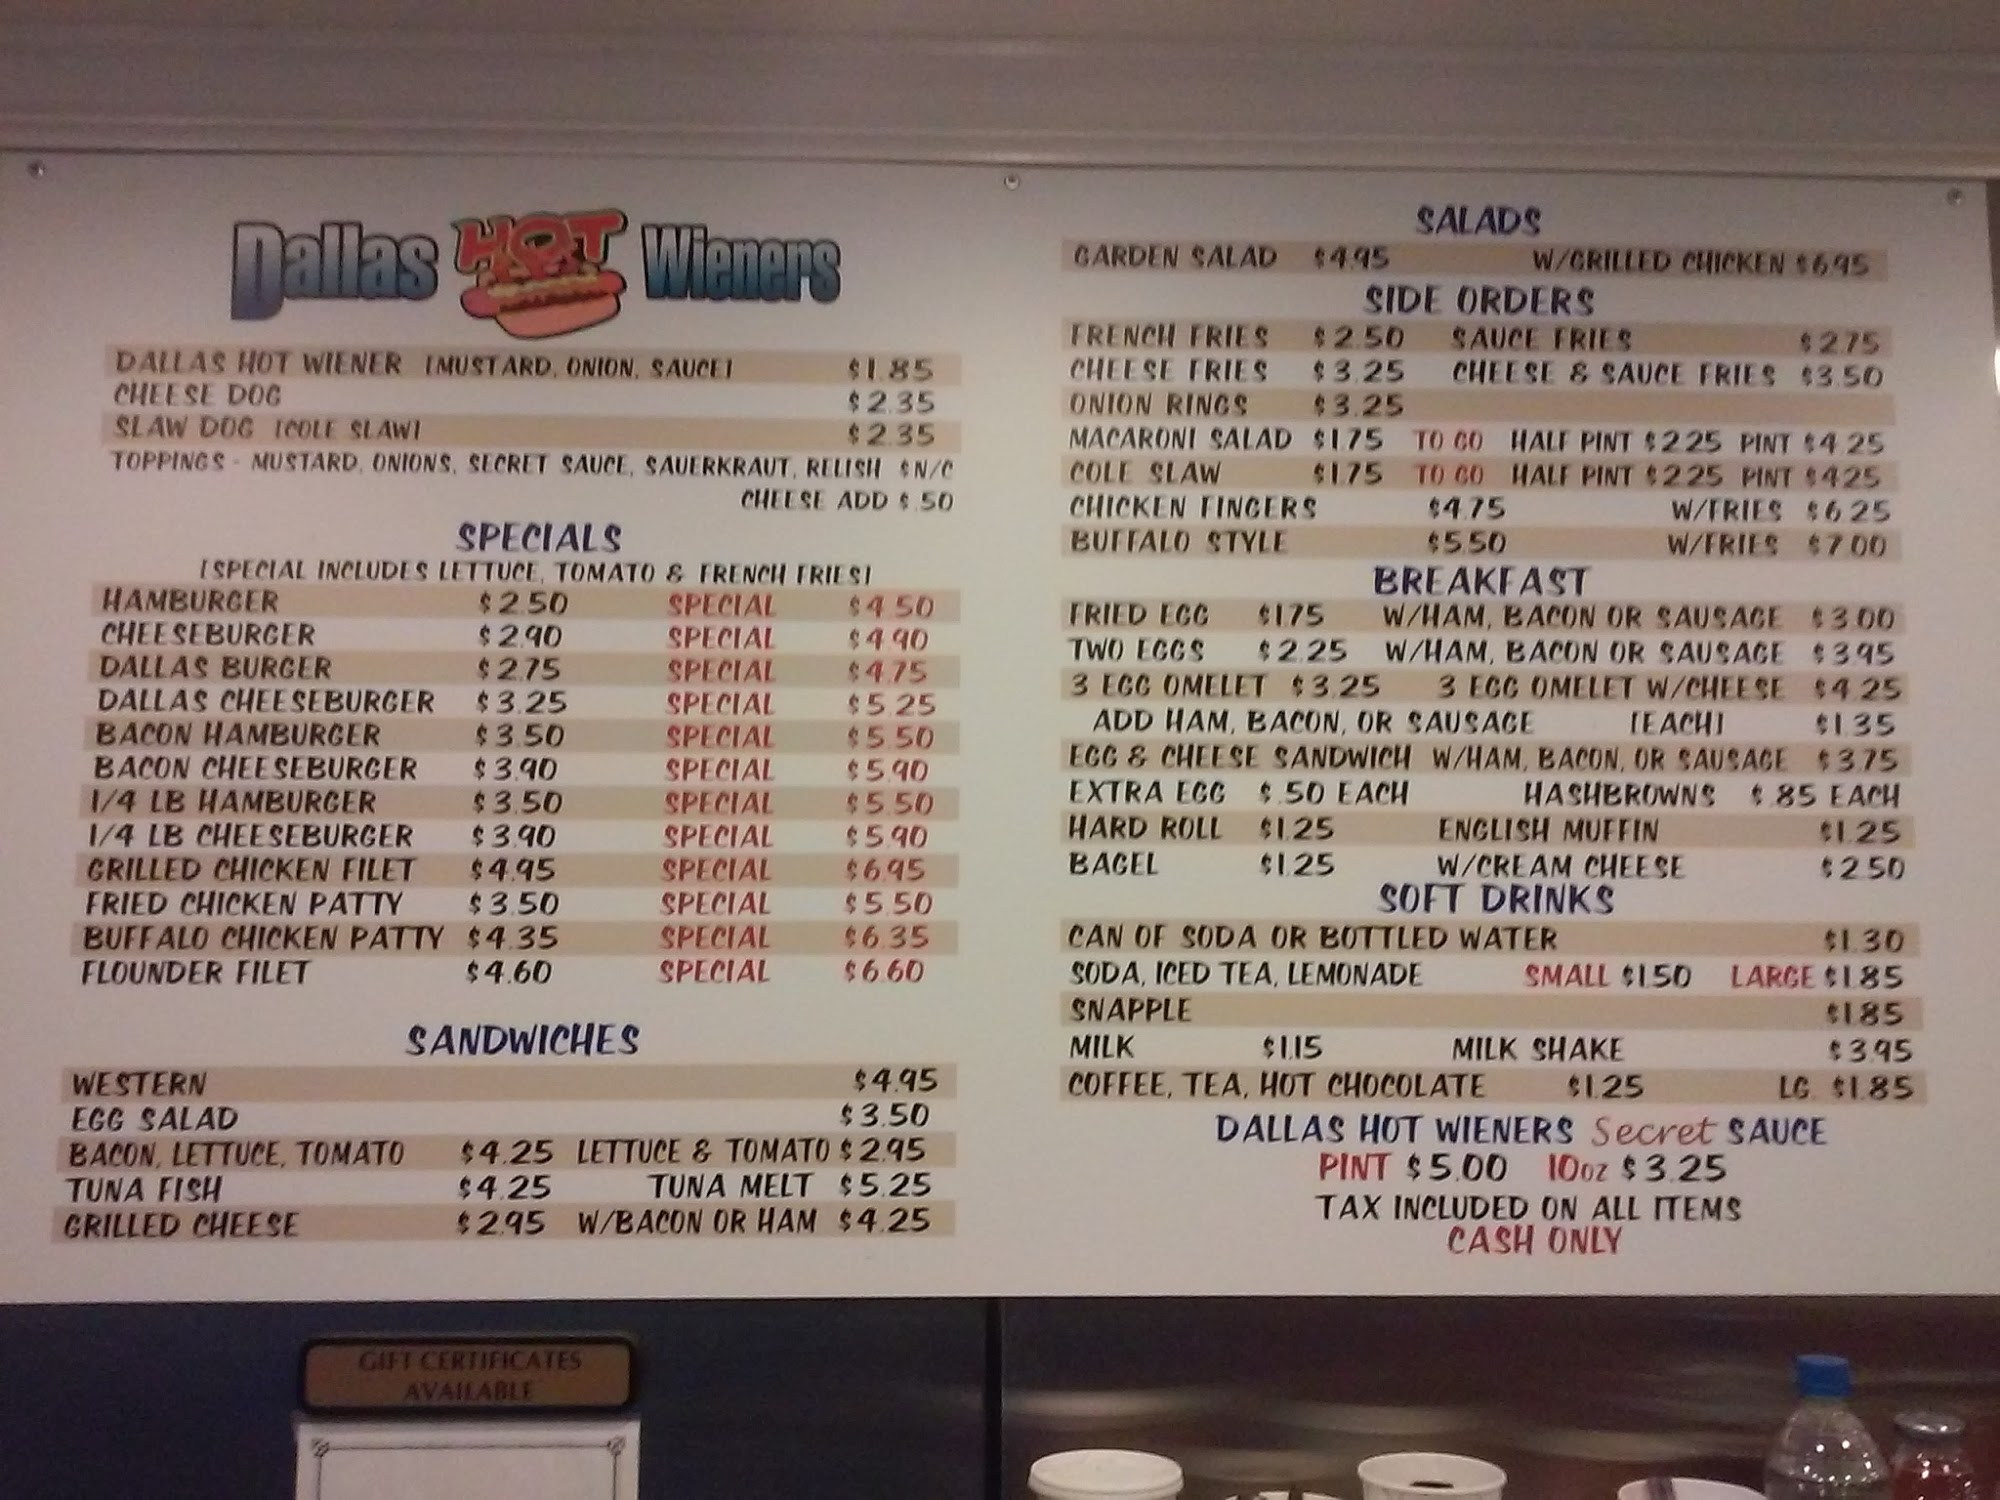 Dallas HOT Wieners
DALLAS HOT WIENER [MUSTARD, ONION, SAUCE] $1.85
CHEESE DOG $2.35
SLAW DOG [COLE SLAW] $2.35
TOPPINGS - MUSTARD, ONIONS, SECRET SAUCE, SAUERKRAUT, RELISH $N/C
CHEESE ADD $.50
SPECIALS
[SPECIAL INCLUDES LETTUCE, TOMATO & FRENCH FRIES]
HAMBURGER $2.50 SPECIAL $4.50
CHEESEBURGER $2.90 SPECIAL $4.90
DALLAS BURGER $2.75 SPECIAL $4.75
DALLAS CHEESEBURGER $3.25 SPECIAL $5.25
BACON HAMBURGER $3.50 SPECIAL $5.50
BACON CHEESEBURGER $3.90 SPECIAL $5.90
1/4 LB HAMBURGER $3.50 SPECIAL $5.50
1/4 LB CHEESEBURGER $3.90 SPECIAL $5.90
GRILLED CHICKEN FILET $4.95 SPECIAL $6.95
FRIED CHICKEN PATTY $3.50 SPECIAL $5.50
BUFFALO CHICKEN PATTY $4.35 SPECIAL $6.35
FLOUNDER FILET $4.60 SPECIAL $6.60
SANDWICHES
WESTERN $4.95
EGG SALAD $3.50
BACON, LETTUCE, TOMATO $4.25 LETTUCE & TOMATO $2.95
TUNA FISH $4.25 TUNA MELT $5.25
GRILLED CHEESE $2.95 W/BACON OR HAM $4.25
SALADS
GARDEN SALAD $4.95 W/GRILLED CHICKEN $6.95
SIDE ORDERS
FRENCH FRIES $2.50 SAUCE FRIES $2.75
CHEESE FRIES $3.25 CHEESE & SAUCE FRIES $3.50
ONION RINGS $3.25
MACARONI SALAD $1.75 TO GO HALF PINT $2.25 PINT $4.25
COLE SLAW $1.75 TO GO HALF PINT $2.25 PINT $4.25
CHICKEN FINGERS $4.75 W/FRIES $6.25
BUFFALO STYLE $5.50 W/FRIES $7.00
BREAKFAST
FRIED EGG $1.75 W/HAM, BACON OR SAUSAGE $3.00
TWO EGGS $2.25 W/HAM, BACON OR SAUSAGE $3.95
3 EGG OMELET $3.25 3 EGG OMELET W/CHEESE $4.25
ADD HAM, BACON, OR SAUSAGE [EACH] $1.35
EGG & CHEESE SANDWICH W/HAM, BACON, OR SAUSAGE $3.75
EXTRA EGG $.50 EACH HASHBROWNS $.85 EACH
HARD ROLL $1.25 ENGLISH MUFFIN $1.25
BAGEL $1.25 W/CREAM CHEESE $2.50
SOFT DRINKS
CAN OF SODA OR BOTTLED WATER $1.30
SODA, ICED TEA, LEMONADE SMALL $1.50 LARGE $1.85
SNAPPLE $1.85
MILK $1.15 MILK SHAKE $3.95
COFFEE, TEA, HOT CHOCOLATE $1.25 LG. $1.85
DALLAS HOT WIENERS Secret SAUCE
PINT $5.00 10oz $3.25
TAX INCLUDED ON ALL ITEMS
CASH ONLY
GIFT CERTIFICATES
AVAILABLE